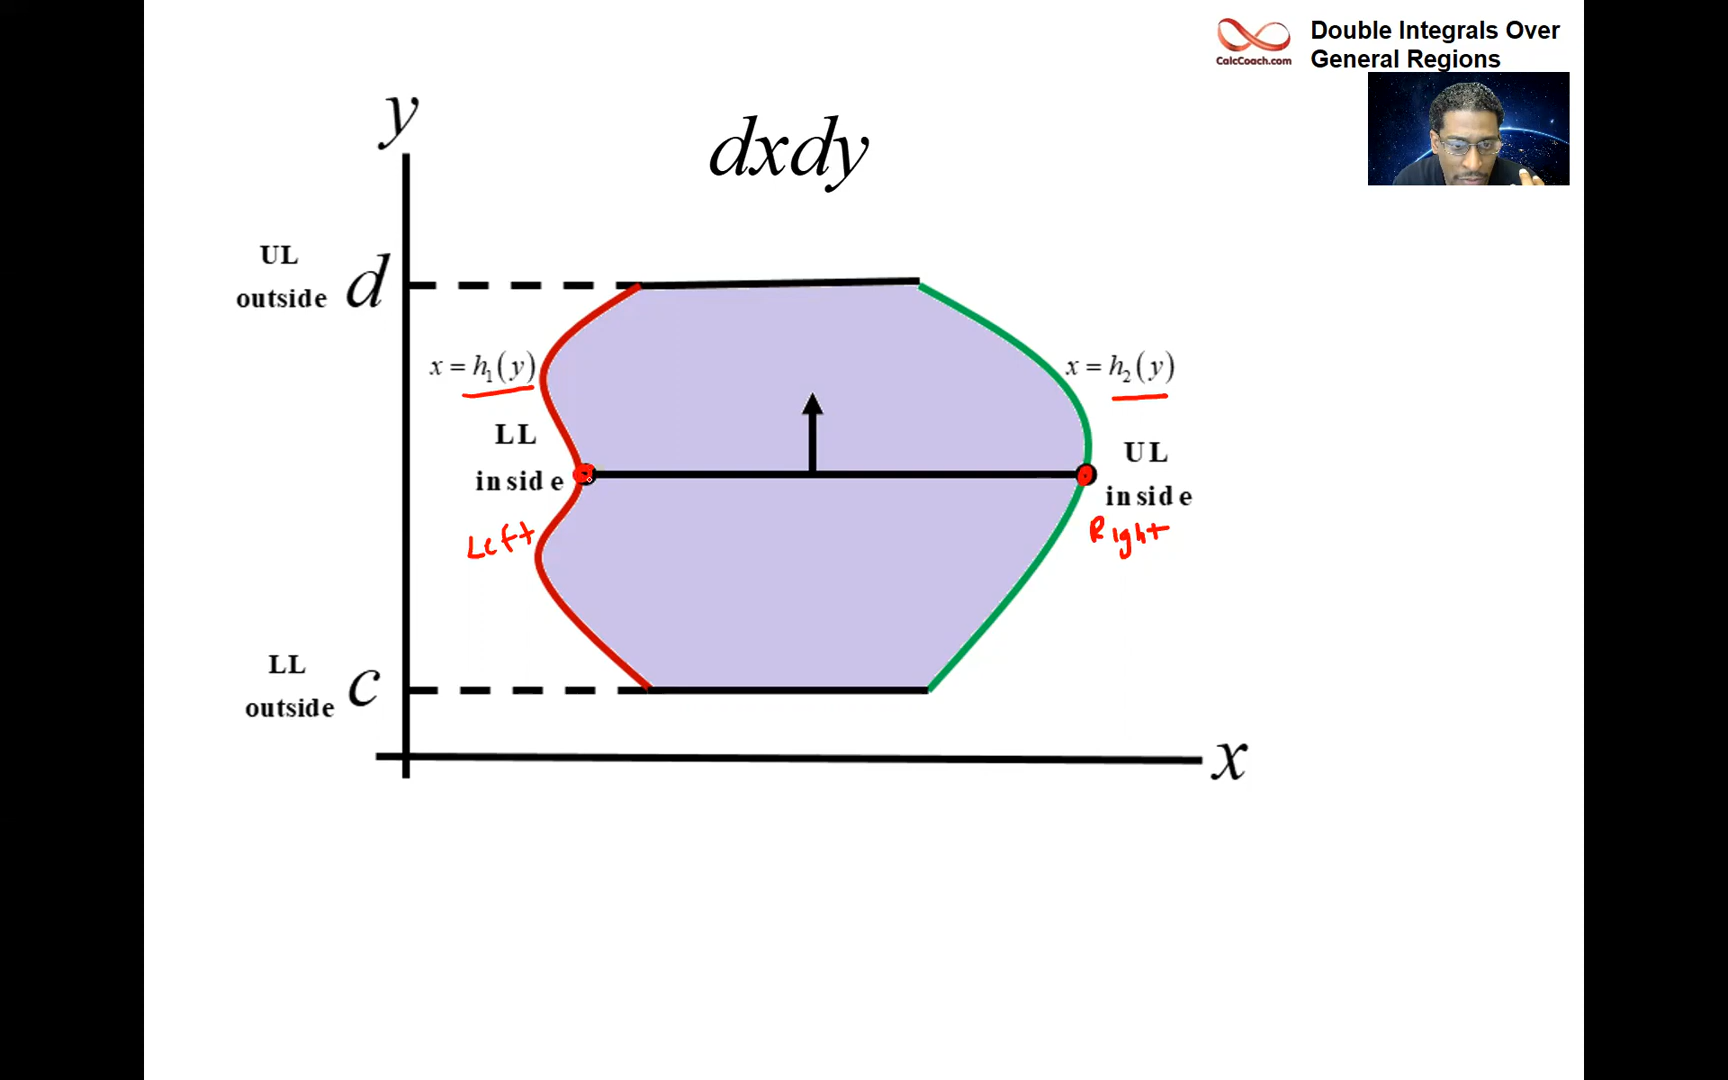 CalcCoach.com
Double Integrals Over
General Regions
y
dxdy
UL
outside
d
x = h₁(y)
x = h₂(y)
LL
inside
UL
inside
Left
Right
LL
outside
c
x